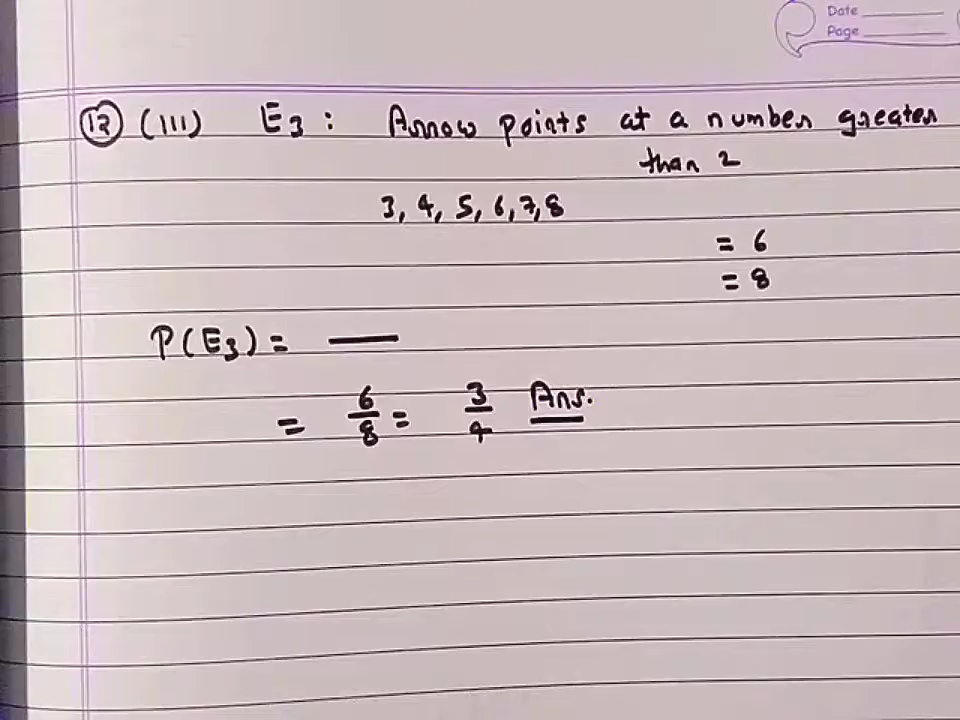 Date
Page
12 (111) E3 : Arrow points at a number greater
than 2
3, 4, 5, 6, 7, 8
= 6
= 8
P(E3) = —
= 6/8 = 3/4 Ans.